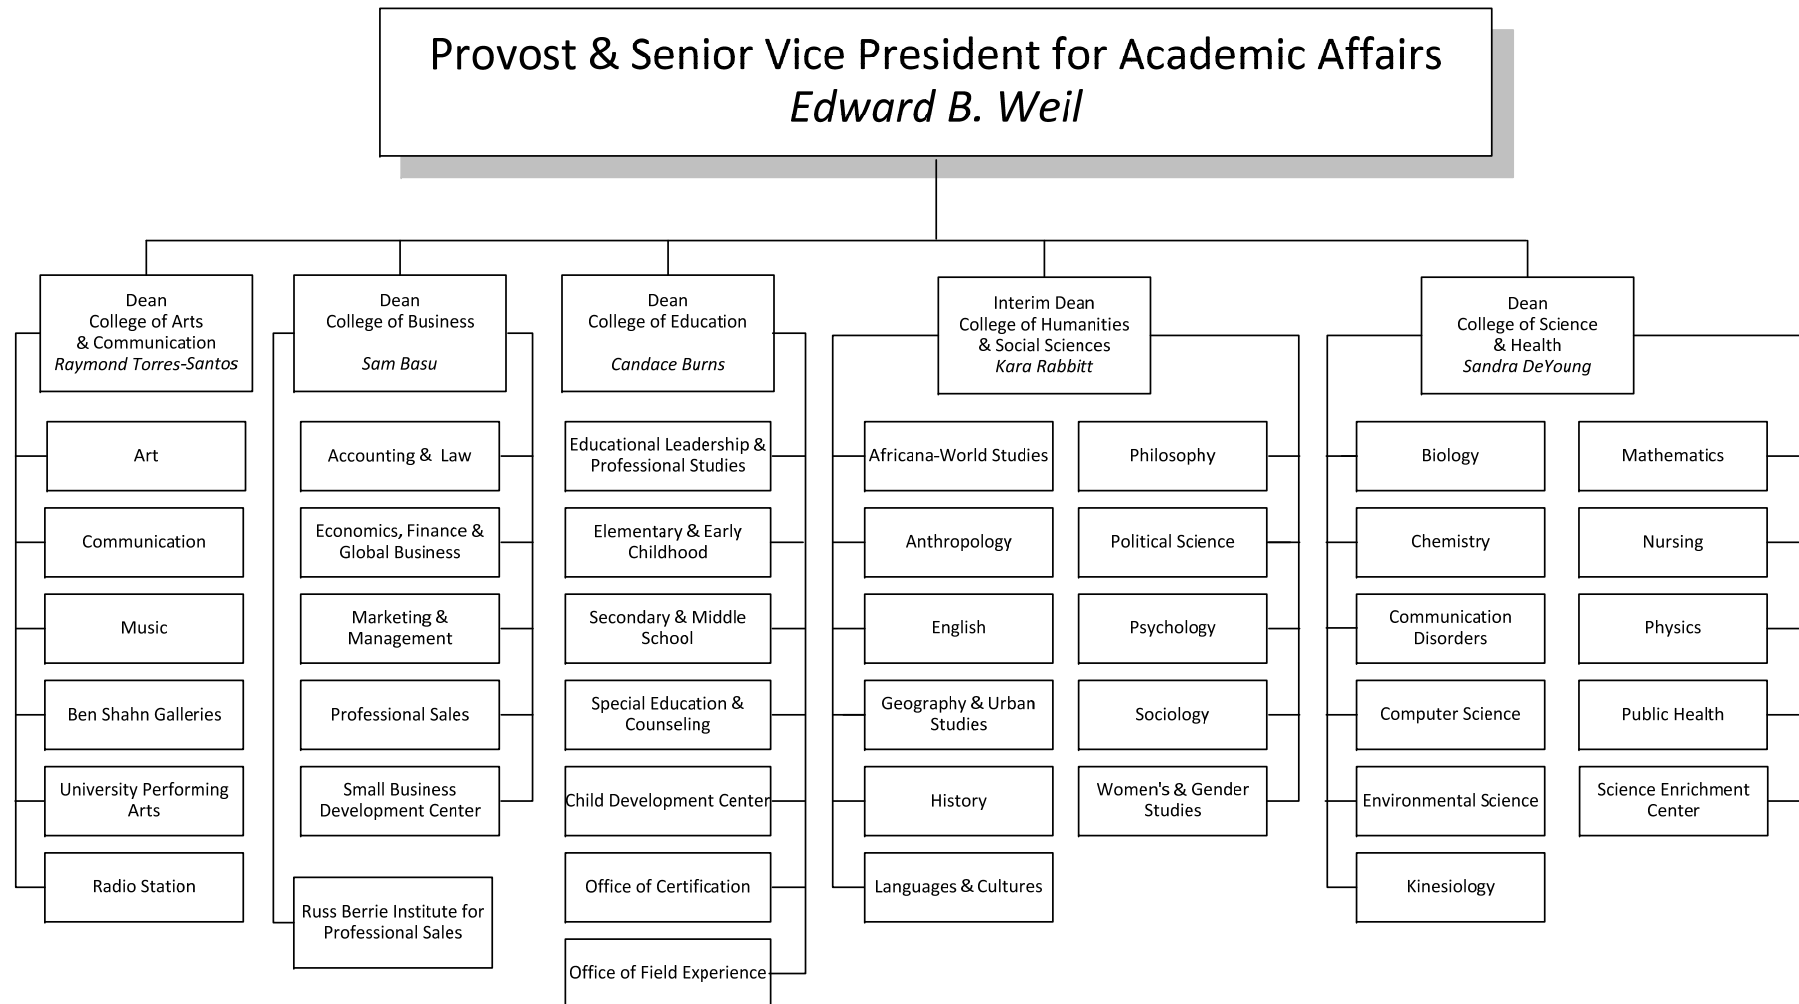 Provost & Senior Vice President for Academic Affairs
Edward B. Weil
Dean
College of Arts
& Communication
Raymond Torres-Santos
Art
Communication
Music
Ben Shahn Galleries
University Performing
Arts
Radio Station
Dean
College of Business
Sam Basu
Accounting & Law
Economics, Finance &
Global Business
Marketing &
Management
Professional Sales
Small Business
Development Center
Russ Berrie Institute for
Professional Sales
Dean
College of Education
Candace Burns
Educational Leadership &
Professional Studies
Elementary & Early
Childhood
Secondary & Middle
School
Special Education &
Counseling
Child Development Center
Office of Certification
Office of Field Experience
Interim Dean
College of Humanities
& Social Sciences
Kara Rabbitt
Africana-World Studies
Anthropology
English
Geography & Urban
Studies
History
Languages & Cultures
Philosophy
Political Science
Psychology
Sociology
Women's & Gender
Studies
Dean
College of Science
& Health
Sandra DeYoung
Biology
Chemistry
Communication
Disorders
Computer Science
Environmental Science
Kinesiology
Mathematics
Nursing
Physics
Public Health
Science Enrichment
Center